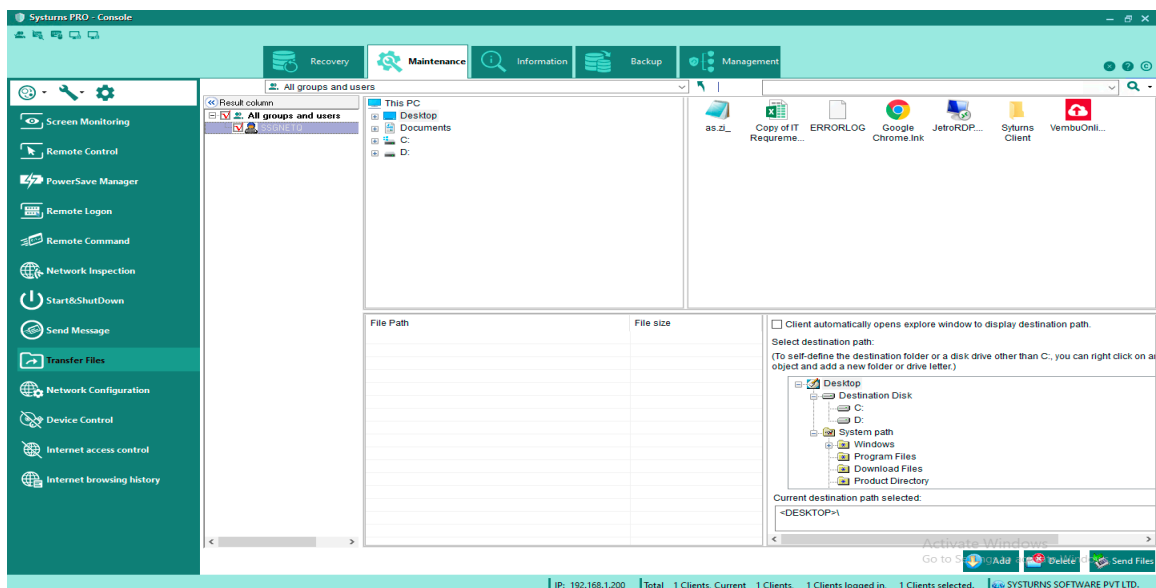 Systurns PRO - Console
Recovery
Maintenance
Information
Backup
Management
All groups and users
Screen Monitoring
Remote Control
PowerSave Manager
Remote Logon
Remote Command
Network Inspection
Start&ShutDown
Send Message
Transfer Files
Network Configuration
Device Control
Internet access control
Internet browsing history
Result column
All groups and users
SSGNETQ
This PC
Desktop
Documents
C:
D:
as.zi_
Copy of IT Requreme...
ERRORLOG
Google Chrome.lnk
JetroRDP....
Syturns Client
VembuOnli...
File Path
File size
Client automatically opens explore window to display destination path.
Select destination path:
(To self-define the destination folder or a disk drive other than C:, you can right click on a
object and add a new folder or drive letter.)
Desktop
Destination Disk
C:
D:
System path
Windows
Program Files
Download Files
Product Directory
Current destination path selected:
<DESKTOP>\
Activate Windows
Go to
Add
Delete
Send Files
IP: 192.168.1.200
Total 1 Clients, Current 1 Clients, 1 Clients logged in, 1 Clients selected.
SYSTURNS SOFTWARE PVT LTD.